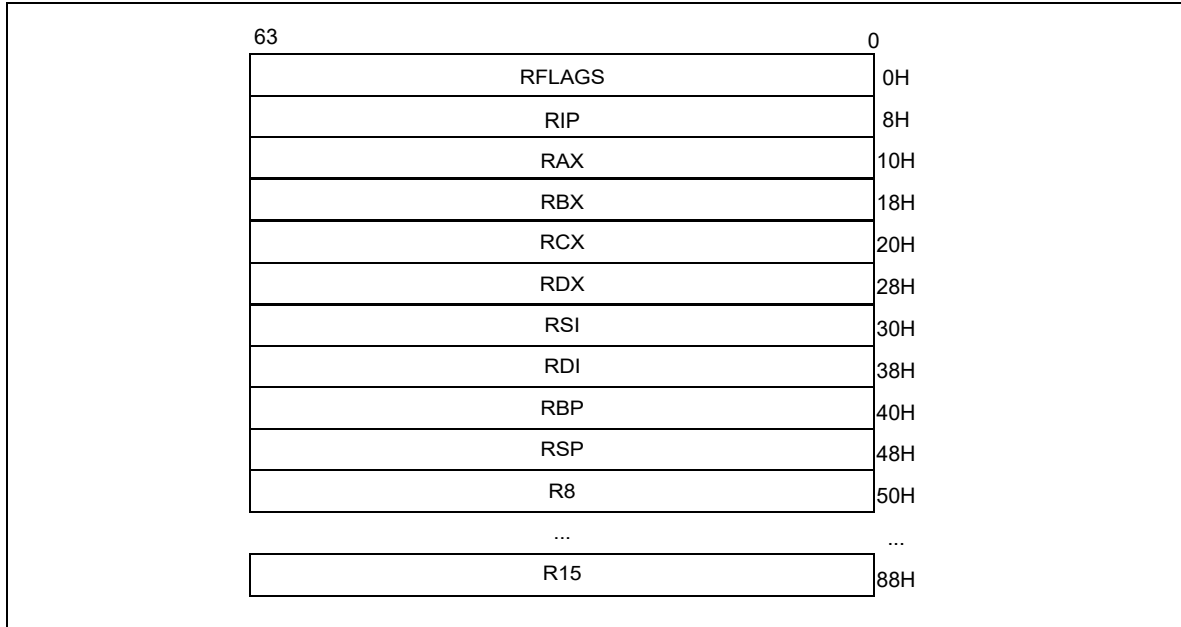 63 0
RFLAGS 0H
RIP 8H
RAX 10H
RBX 18H
RCX 20H
RDX 28H
RSI 30H
RDI 38H
RBP 40H
RSP 48H
R8 50H
... ...
R15 88H